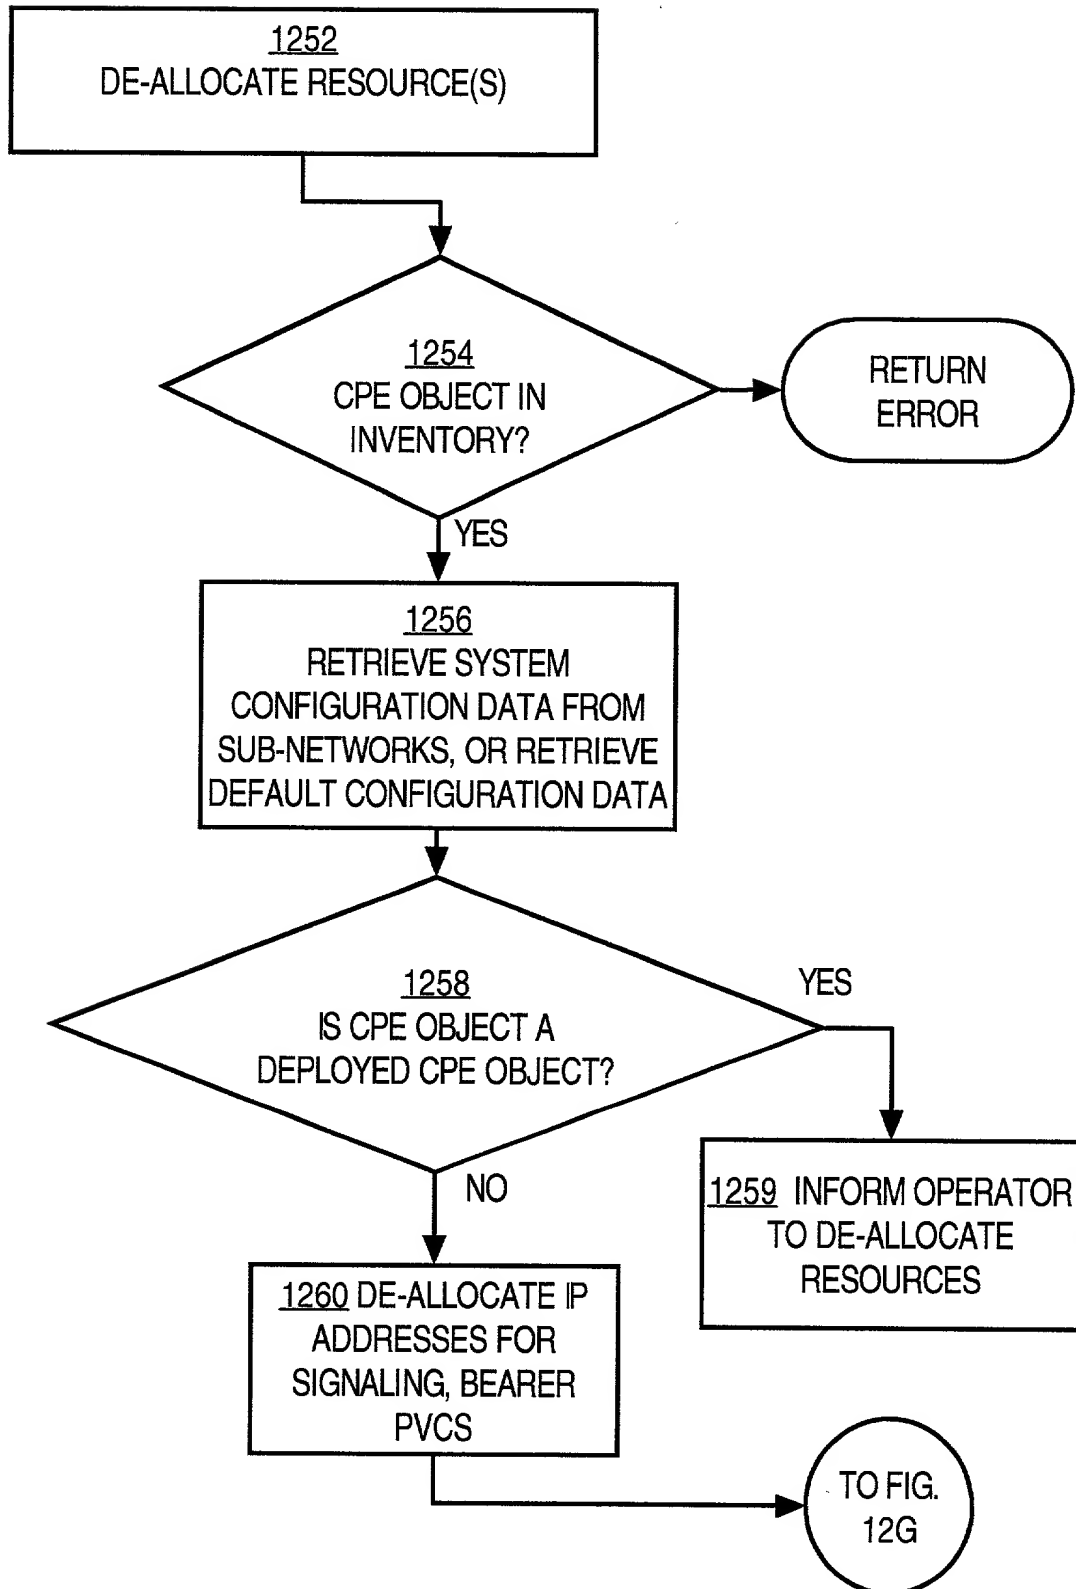 1252
DE-ALLOCATE RESOURCE(S)
1254
CPE OBJECT IN
INVENTORY?
RETURN
ERROR
YES
1256
RETRIEVE SYSTEM
CONFIGURATION DATA FROM
SUB-NETWORKS, OR RETRIEVE
DEFAULT CONFIGURATION DATA
1258
IS CPE OBJECT A
DEPLOYED CPE OBJECT?
YES
NO
1259 INFORM OPERATOR
TO DE-ALLOCATE
RESOURCES
1260 DE-ALLOCATE IP
ADDRESSES FOR
SIGNALING, BEARER
PVCS
TO FIG.
12G